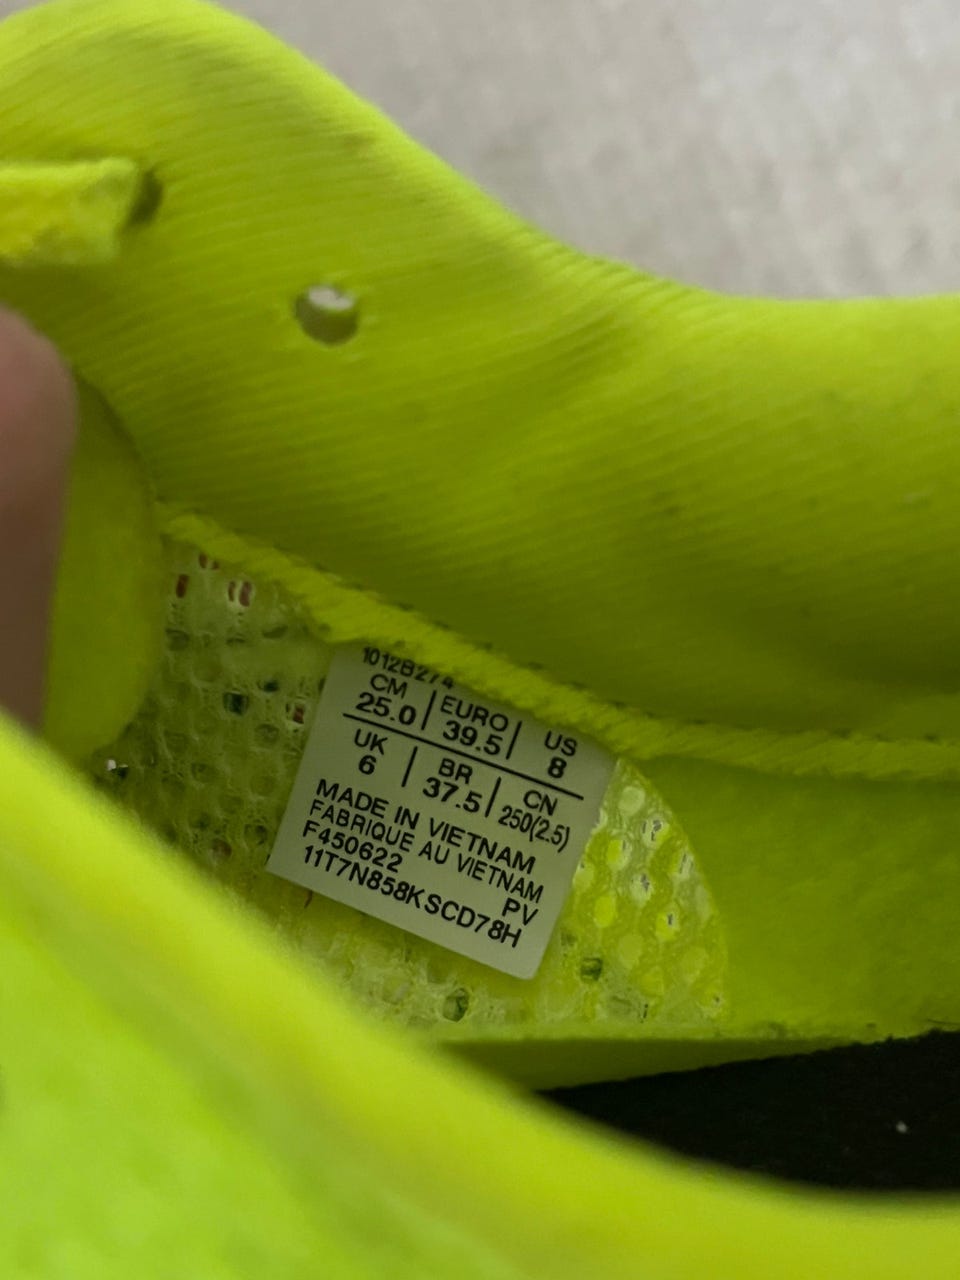 1012B274
CM | EURO | US
25.0 | 39.5 | 8
UK | BR | CN
6 | 37.5 | 250(2.5)
MADE IN VIETNAM
FABRIQUE AU VIETNAM
F450622 PV
11T7N858KSCD78H